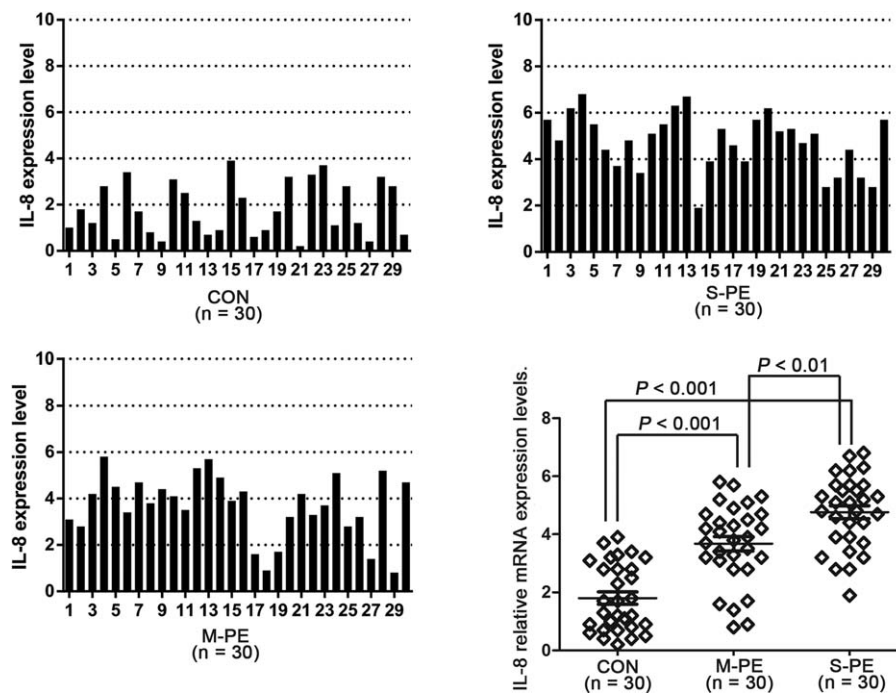 IL-8 expression level
10
8
6
4
2
0
1 3 5 7 9 11 13 15 17 19 21 23 25 27 29
CON
(n = 30)
IL-8 expression level
10
8
6
4
2
0
1 3 5 7 9 11 13 15 17 19 21 23 25 27 29
S-PE
(n = 30)
IL-8 expression level
10
8
6
4
2
0
1 3 5 7 9 11 13 15 17 19 21 23 25 27 29
M-PE
(n = 30)
IL-8 relative mRNA expression levels.
P < 0.01
P < 0.001
P < 0.001
8
6
4
2
0
CON M-PE S-PE
(n = 30) (n = 30) (n = 30)